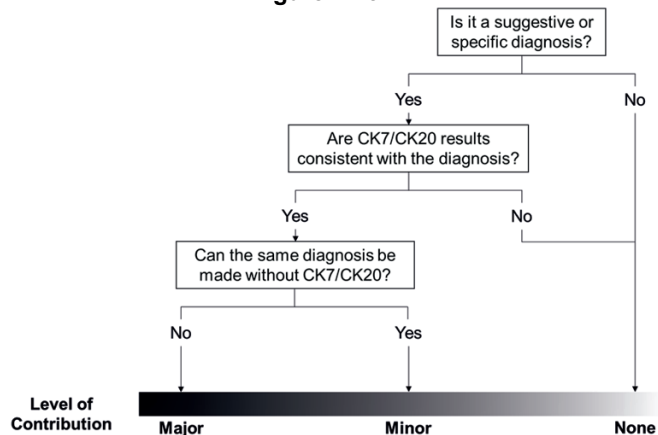 Is it a suggestive or
specific diagnosis?
Yes
No
Are CK7/CK20 results
consistent with the diagnosis?
Yes
No
Can the same diagnosis be
made without CK7/CK20?
No
Yes
Level of
Contribution
Major
Minor
None